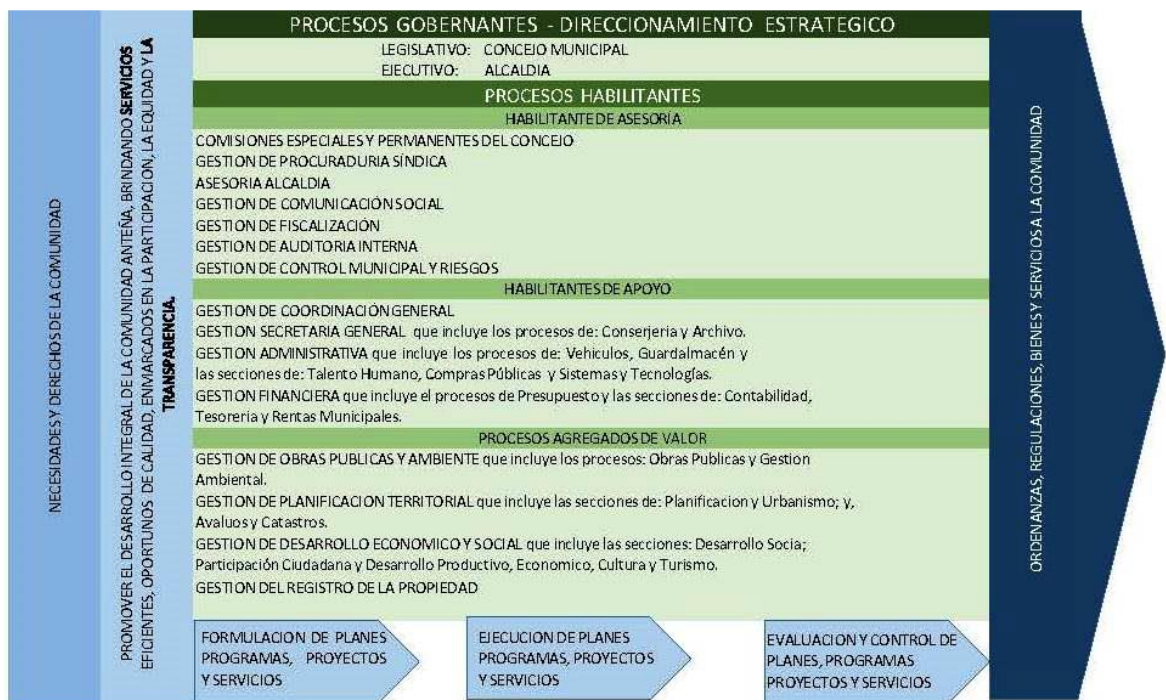 NECESIDADES Y DERECHOS DE LA COMUNIDAD
PROMOVER EL DESARROLLO INTEGRAL DE LA COMUNIDAD ANTEÑA, BRINDANDO SERVICIOS
EFICIENTES, OPORTUNOS DE CALIDAD, ENMARCADOS EN LA PARTICIPACION, LA EQUIDAD Y LA
TRANSPARENCIA.
PROCESOS GOBERNANTES - DIRECCIONAMIENTO ESTRATEGICO
LEGISLATIVO: CONCEJO MUNICIPAL
EJECUTIVO: ALCALDIA
PROCESOS HABILITANTES
HABILITANTE DE ASESORÍA
COMISIONES ESPECIALES Y PERMANENTES DEL CONCEJO
GESTION DE PROCURADURIA SÍNDICA
ASESORIA ALCALDIA
GESTION DE COMUNICACIÓN SOCIAL
GESTION DE FISCALIZACIÓN
GESTION DE AUDITORIA INTERNA
GESTION DE CONTROL MUNICIPAL Y RIESGOS
HABILITANTES DE APOYO
GESTION DE COORDINACIÓN GENERAL
GESTION SECRETARIA GENERAL que incluye los procesos de: Conserjeria y Archivo.
GESTION ADMINISTRATIVA que incluye los procesos de: Vehiculos, Guardalmacén y
las secciones de: Talento Humano, Compras Públicas y Sistemas y Tecnologías.
GESTION FINANCIERA que incluye el procesos de Presupuesto y las secciones de: Contabilidad,
Tesoreria y Rentas Municipales.
PROCESOS AGREGADOS DE VALOR
GESTION DE OBRAS PUBLICAS Y AMBIENTE que incluye los procesos: Obras Publicas y Gestion
Ambiental.
GESTION DE PLANIFICACION TERRITORIAL que incluye las secciones de: Planificacion y Urbanismo; y,
Avaluos y Catastros.
GESTION DE DESARROLLO ECONOMICO Y SOCIAL que incluye las secciones: Desarrollo Socia;
Participación Ciudadana y Desarrollo Productivo, Economico, Cultura y Turismo.
GESTION DEL REGISTRO DE LA PROPIEDAD
FORMULACION DE PLANES
PROGRAMAS, PROYECTOS
Y SERVICIOS
EJECUCION DE PLANES
PROGRAMAS, PROYECTOS
Y SERVICIOS
EVALUACION Y CONTROL DE
PLANES, PROGRAMAS
PROYECTOS Y SERVICIOS
ORDENANZAS, REGULACIONES, BIENES Y SERVICIOS A LA COMUNIDAD